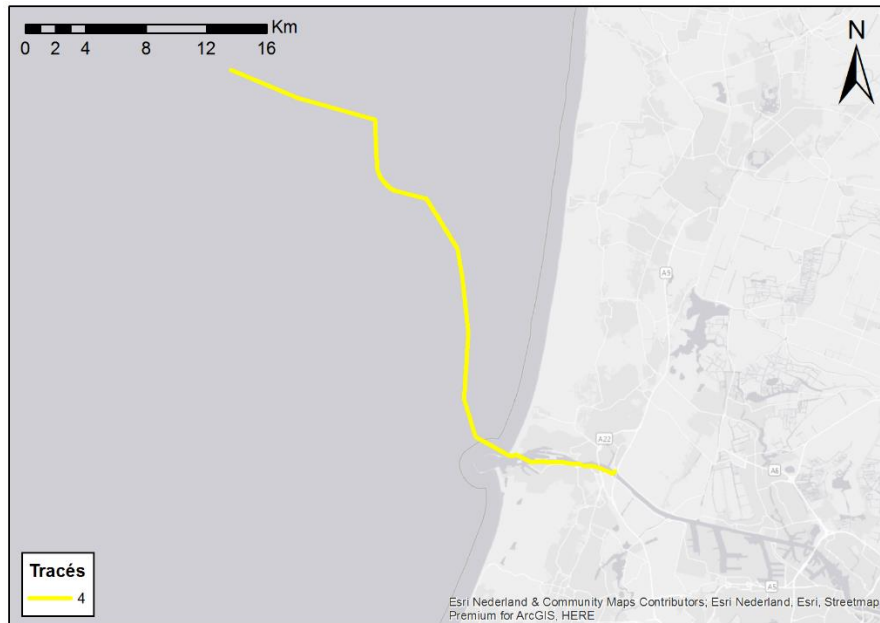 Km
0 2 4 8 12 16
N
A9
A22
A8
A5
Tracés
4
Esri Nederland & Community Maps Contributors; Esri Nederland, Esri, Streetmap
Premium for ArcGIS, HERE